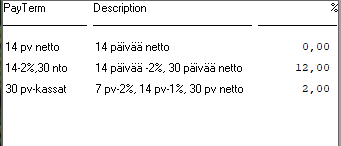 PayTerm Description %
14 pv netto 14 päivää netto 0,00
14-2%,30 nto 14 päivää -2%, 30 päivää netto 12,00
30 pv-kassat 7 pv-2%, 14 pv-1%, 30 pv netto 2,00